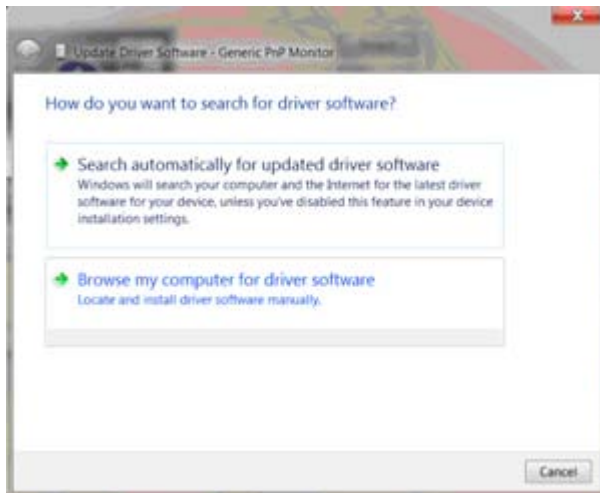 Update Driver Software - Generic PnP Monitor
How do you want to search for driver software?
Search automatically for updated driver software
Windows will search your computer and the Internet for the latest driver
software for your device, unless you've disabled this feature in your device
installation settings.
Browse my computer for driver software
Locate and install driver software manually.
Cancel